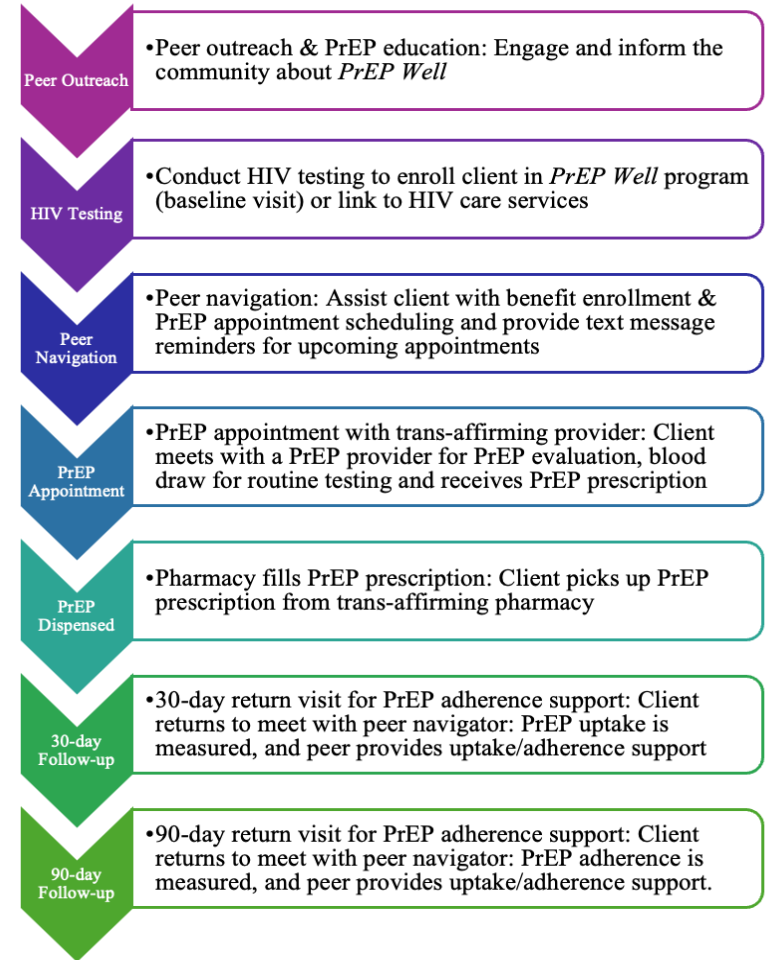 Peer Outreach
•Peer outreach & PrEP education: Engage and inform the
community about PrEP Well
HIV Testing
•Conduct HIV testing to enroll client in PrEP Well program
(baseline visit) or link to HIV care services
Peer
Navigation
•Peer navigation: Assist client with benefit enrollment &
PrEP appointment scheduling and provide text message
reminders for upcoming appointments
PrEP
Appointment
•PrEP appointment with trans-affirming provider: Client
meets with a PrEP provider for PrEP evaluation, blood
draw for routine testing and receives PrEP prescription
PrEP
Dispensed
•Pharmacy fills PrEP prescription: Client picks up PrEP
prescription from trans-affirming pharmacy
30-day
Follow-up
•30-day return visit for PrEP adherence support: Client
returns to meet with peer navigator: PrEP uptake is
measured, and peer provides uptake/adherence support
90-day
Follow-up
•90-day return visit for PrEP adherence support: Client
returns to meet with peer navigator: PrEP adherence is
measured, and peer provides uptake/adherence support.